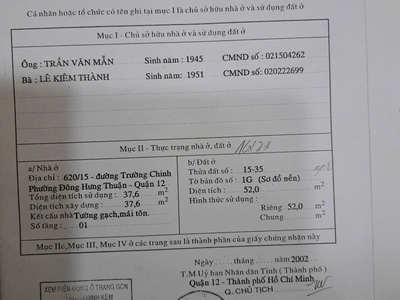 Cá nhân hoặc tổ chức có tên ghi tại mục I là chủ sở hữu nhà ở và sử dụng đất ở
Mục I - Chủ sở hữu nhà ở và sử dụng đất ở
Ông : TRẦN VĂN MẪN Sinh năm : 1945 CMND số : 021504262
Bà : LÊ KIÊM THÀNH Sinh năm : 1951 CMND số : 020222699
Mục II - Thực trạng nhà ở, đất ở
a/ Nhà ở
Địa chỉ : 620/15 - đường Trường Chinh
Phường Đông Hưng Thuận - Quận 12
Tổng diện tích sử dụng : 37,6 m2
Diện tích xây dựng : 37,6 m2
Kết cấu nhà Tường gạch, mái tôn.
Số tầng : 01
b/ Đất ở
Thửa đất số : 15-35
Tờ bản đồ số : 1G (Sơ đồ nền)
Diện tích : 52,0 m2
Hình thức sử dụng :
Riêng : 52,0 m2
Chung m2
Mục IIc, Mục III, Mục IV ở các trang sau là thành phần của giấy chứng nhận này
Ngày tháng năm 2002
T.M Uỷ ban Nhân dân Tỉnh ( Thành phố )
Quận 12 - Thành phố Hồ Chí Minh
Q. CHỦ TỊCH
XEM TRANG GCN
ĐÍNH KÈM